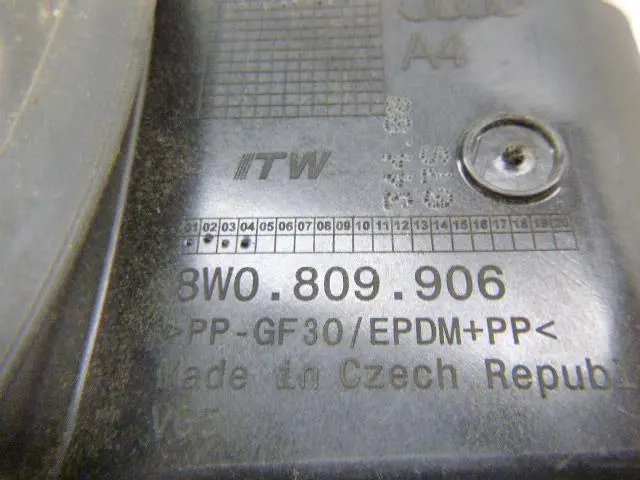 A4
ITW
01 02 03 04 05 06 07 08 09 10 11 12 13 14 15 16 17 18 19 20
8W0.809.906
>PP-GF30/EPDM+PP<
Made in Czech Republ